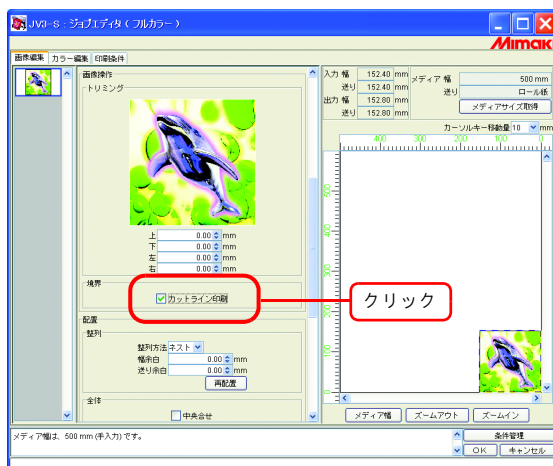 JV3-S : ジョブエディタ ( フルカラー )
Mimaki
画像編集 カラー編集 印刷条件
画像操作
トリミング
上 0.00 mm
下 0.00 mm
左 0.00 mm
右 0.00 mm
境界
カットライン印刷
クリック
配置
整列
整列方法 ネスト
幅余白 0.00 mm
送り余白 0.00 mm
再配置
全体
中央合せ
入力 幅 152.40 mm
送り 152.40 mm
出力 幅 152.80 mm
送り 152.80 mm
メディア 幅 500 mm
送り ロール紙
メディアサイズ取得
カーソルキー移動量 10 mm
400 300 200 100 0
500
400
300
200
100
0
メディア幅 ズームアウト ズームイン
メディア幅は、500 mm (手入力) です。
条件管理
OK キャンセル